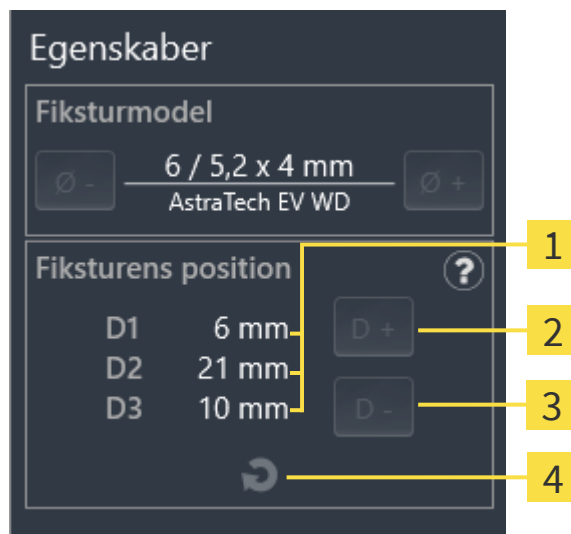 Egenskaber
Fiksturmodel
Ø - 6 / 5,2 x 4 mm Ø +
AstraTech EV WD
1
Fiksturens position ?
D1 6 mm D + 2
D2 21 mm
D3 10 mm D - 3
4